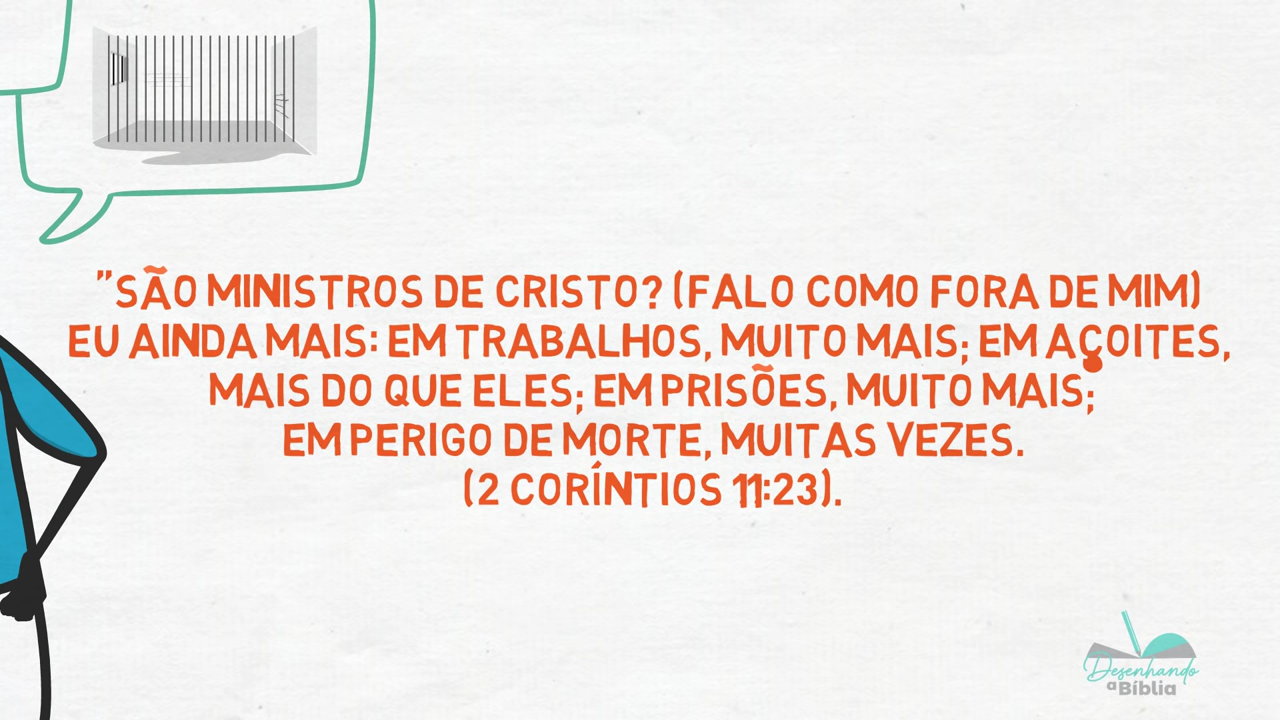 "SÃO MINISTROS DE CRISTO? (FALO COMO FORA DE MIM)
EU AINDA MAIS: EM TRABALHOS, MUITO MAIS; EM AÇOITES,
MAIS DO QUE ELES; EM PRISÕES, MUITO MAIS;
EM PERIGO DE MORTE, MUITAS VEZES.
(2 CORÍNTIOS 11:23).
Desenhando
a Bíblia